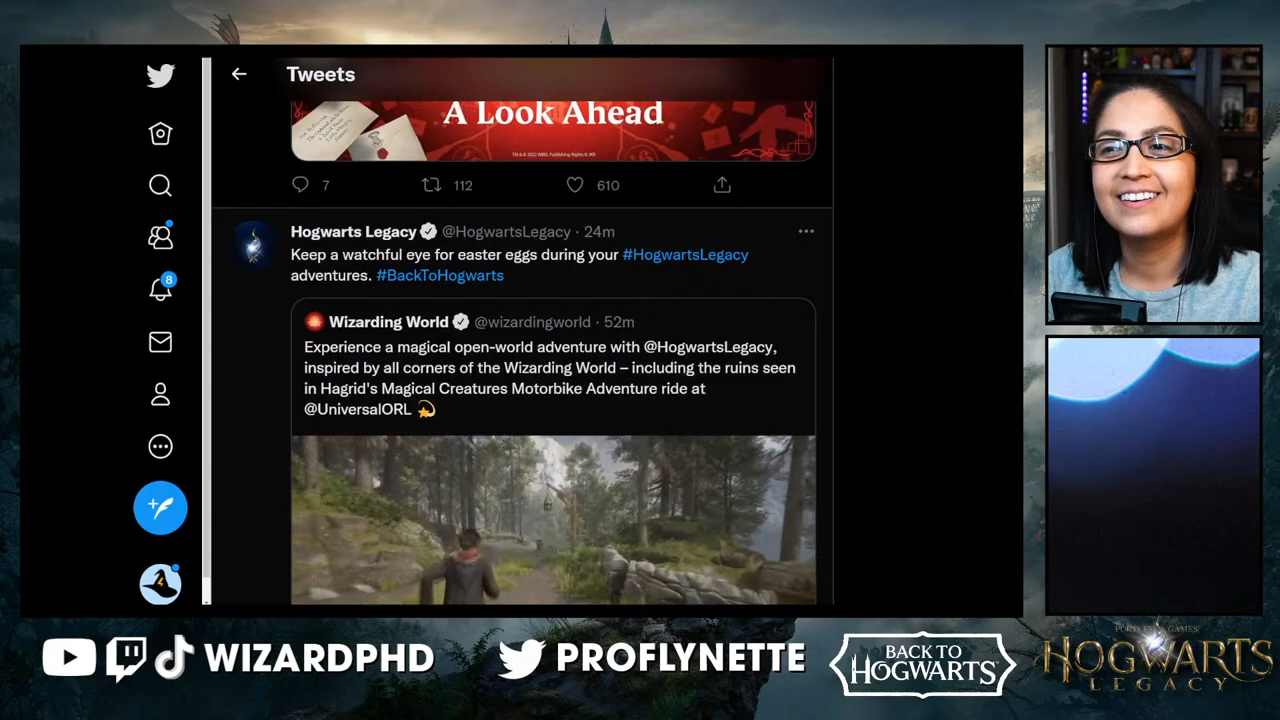 Tweets
A Look Ahead
7 112 610
Hogwarts Legacy @HogwartsLegacy · 24m
Keep a watchful eye for easter eggs during your #HogwartsLegacy
adventures. #BackToHogwarts
8
Wizarding World @wizardingworld · 52m
Experience a magical open-world adventure with @HogwartsLegacy,
inspired by all corners of the Wizarding World – including the ruins seen
in Hagrid's Magical Creatures Motorbike Adventure ride at
@UniversalORL
WIZARDPHD
PROFLYNETTE
BACK TO
HOGWARTS
PORTKEY GAMES
HOGWARTS
LEGACY